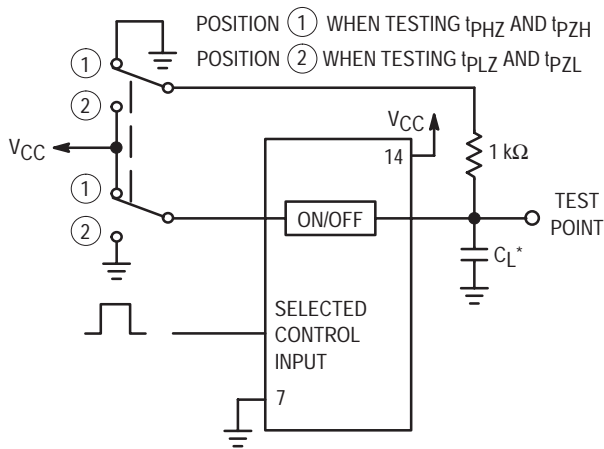 POSITION 1 WHEN TESTING tPHZ AND tPZH
POSITION 2 WHEN TESTING tPLZ AND tPZL
1
2
VCC
1
2
VCC
14
1 kΩ
ON/OFF
TEST
POINT
CL*
SELECTED
CONTROL
INPUT
7